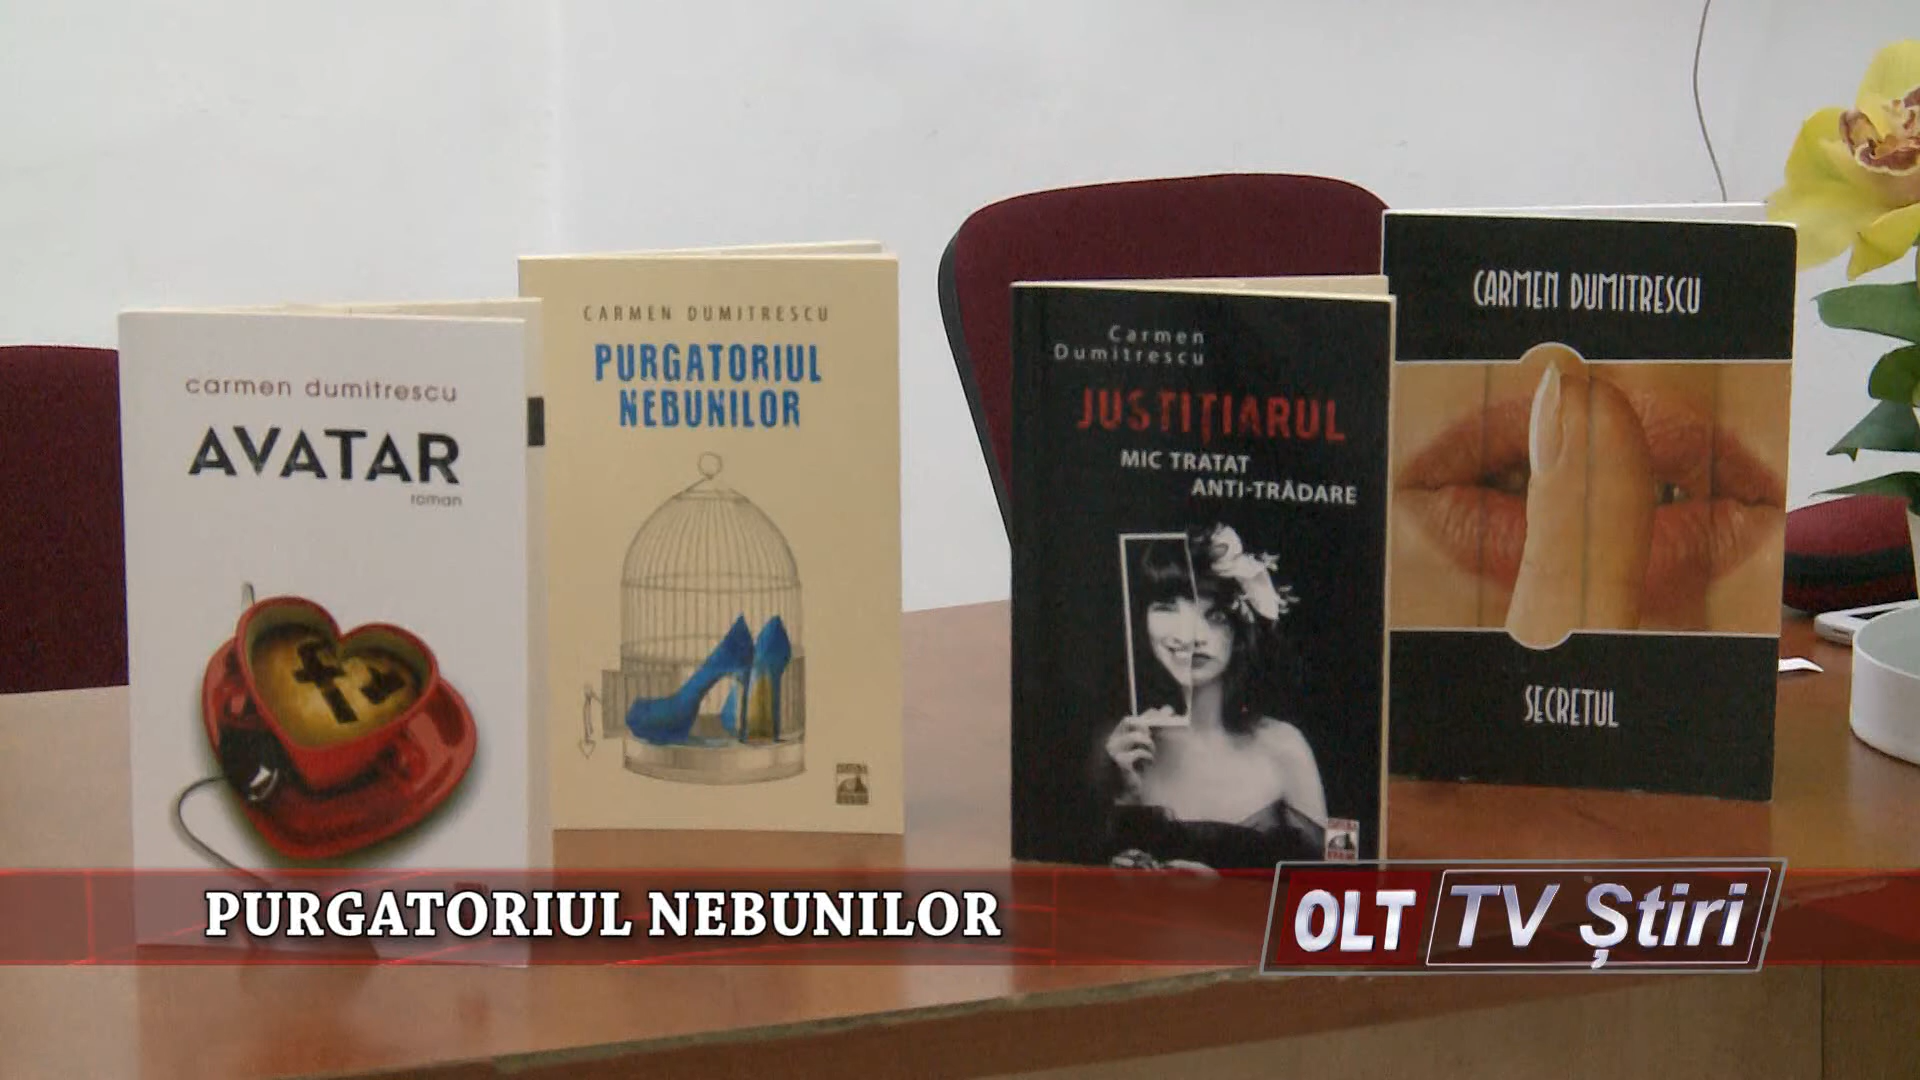 carmen dumitrescu
AVATAR
roman
CARMEN DUMITRESCU
PURGATORIUL
NEBUNILOR
Carmen
Dumitrescu
JUSTIȚIARUL
MIC TRATAT
ANTI-TRĂDARE
CARMEN DUMITRESCU
SECRETUL
PURGATORIUL NEBUNILOR
OLT TV Știri